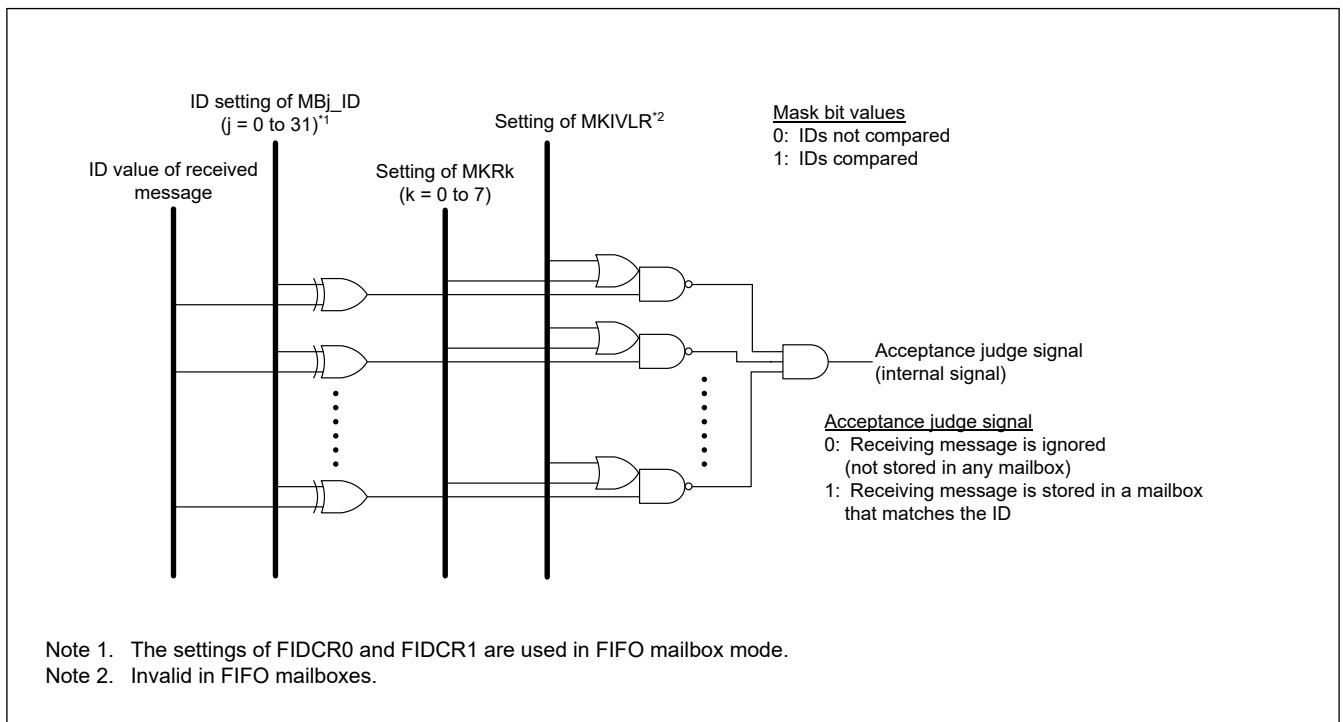 ID setting of MBj_ID
(j = 0 to 31)*1
Setting of MKIVLR*2
Mask bit values
0: IDs not compared
1: IDs compared
ID value of received
message
Setting of MKRk
(k = 0 to 7)
Acceptance judge signal
(internal signal)
Acceptance judge signal
0: Receiving message is ignored
(not stored in any mailbox)
1: Receiving message is stored in a mailbox
that matches the ID
Note 1. The settings of FIDCR0 and FIDCR1 are used in FIFO mailbox mode.
Note 2. Invalid in FIFO mailboxes.